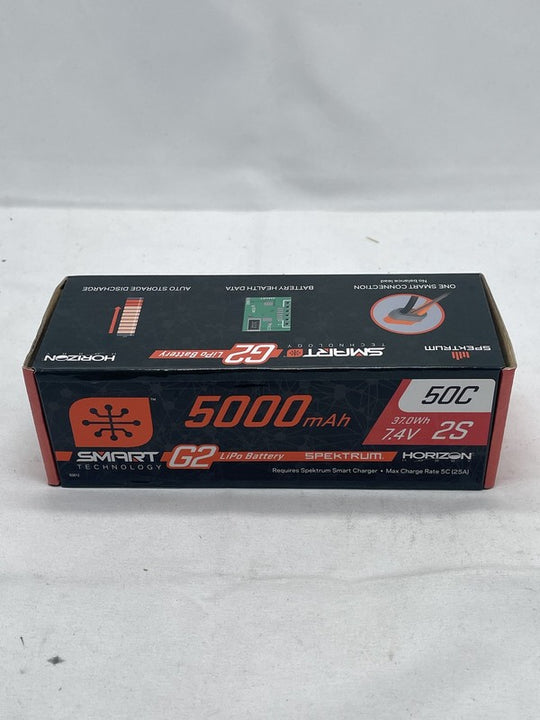 ONE SMART CONNECTION
No balance lead
BATTERY HEALTH DATA
AUTO STORAGE DISCHARGE
SPEKTRUM
SMART
TECHNOLOGY
G2 LiPo Battery
HORIZON
5000mAh
50C
37.0Wh
7.4V 2S
SMART
TECHNOLOGY
G2 LiPo Battery
SPEKTRUM
HORIZON
Requires Spektrum Smart Charger • Max Charge Rate 5C (25A)